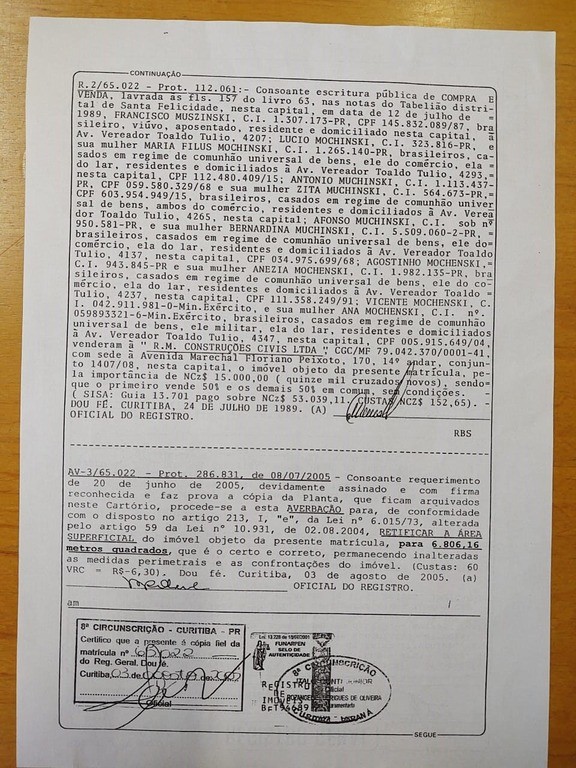 CONTINUAÇÃO
R.2/65.022 - Prot. 112.061:- Consoante escritura pública de COMPRA E
VENDA, lavrada às fls. 157 do livro 63, nas notas do Tabelião distri-
tal de Santa Felicidade, nesta capital, em data de 12 de julho de =
1989, FRANCISCO MUSZINSKI, C.I. 1.307.173-PR, CPF 145.832.089/87, bra
sileiro, viúvo, aposentado, residente e domiciliado nesta capital, à
Av. Vereador Toaldo Tulio, 4207; LUCIO MOCHINSKI, C.I. 323.816-PR, e
sua mulher MARIA FILUS MOCHINSKI, C.I. 1.265.140-PR, brasileiros, ca-
sados em regime de comunhão universal de bens, ele do comércio, ela =
do lar, residentes e domiciliados à Av. Vereador Toaldo Tulio, 4293,=
nesta capital, CPF 112.480.409/15; ANTONIO MUCHINSKI, C.I. 1.113.437-
PR, CPF 059.580.329/68 e sua mulher ZITA MUCHINSKI, C.I. 564.673-PR,-
CPF 603.954.949/15, brasileiros, casados em regime de comunhão univer
sal de bens, ambos do comércio, residentes e domiciliados à Av. Verea
dor Toaldo Tulio, 4265, nesta capital; AFONSO MUCHINSKI, C.I. sob nº
950.581-PR, e sua mulher BERNARDINA MUCHINSKI, C.I. 5.509.060-2-PR, =
brasileiros, casados em regime de comunhão universal de bens, ele do=
comércio, ela do lar, residentes e domiciliados à Av. Vereador Toaldo
Tulio, 4137, nesta capital, CPF 034.975.699/68; AGOSTINHO MOCHENSKI,=
C.I. 943.845-PR e sua mulher ANEZIA MOCHENSKI, C.I. 1.982.135-PR, bra
sileiros, casados em regime de comunhão universal de bens, ele do co-
mércio, ela do lar, residentes e domiciliados à Av. Vereador Toaldo =
Tulio, 4237, nesta capital, CPF 111.358.249/91; VICENTE MOCHENSKI, C.
I. 042.911.981-0-Min.Exército, e sua mulher ANA MOCHENSKI, C.I. nº.
059893321-6-Min.Exército, brasileiros, casados em regime de comunhão
universal de bens, ele militar, ela do lar, residentes e domiciliados
à Av. Vereador Toaldo Tulio, 4347, nesta capital, CPF 005.915.649/04,
venderam à " R.M. CONSTRUÇÕES CIVIS LTDA ", CGC/MF 79.042.370/0001-41,
com sede à Avenida Marechal Floriano Peixoto, 170, 14º andar, conjun-
to 1407/08, nesta capital, o imóvel objeto da presente matrícula, pe-
la importância de NCz$ 15.000,00 ( quinze mil cruzados novos), sendo=
que o primeiro vende 50% e os demais 50% em comum, sem condições. -
( SISA: Guia 13.701 pago sobre NCz$ 53.039,11. CUSTAS NCz$ 152,65). -
DOU FÉ. CURITIBA, 24 DE JULHO DE 1989. (A)
OFICIAL DO REGISTRO.
RBS
AV-3/65.022 - Prot. 286.831, de 08/07/2005 - Consoante requerimento
de 20 de junho de 2005, devidamente assinado e com firma
reconhecida e faz prova a cópia da Planta, que ficam arquivados
neste Cartório, procede-se a esta AVERBAÇÃO para, de conformidade
com o disposto no artigo 213, I, "e", da Lei nº 6.015/73, alterada
pelo artigo 59 da Lei nº 10.931, de 02.08.2004, RETIFICAR A ÁREA
SUPERFICIAL do imóvel objeto da presente matrícula, para 6.806,16
metros quadrados, que é o certo e correto, permanecendo inalteradas
as medidas perimetrais e as confrontações do imóvel. (Custas: 60
VRC = R$-6,30). Dou fé. Curitiba, 03 de agosto de 2005. (a)
OFICIAL DO REGISTRO.
am
8ª CIRCUNSCRIÇÃO - CURITIBA - PR
Certifico que a presente é cópia fiel da
matrícula nº 65022
do Reg. Geral. Dou fé.
Curitiba, 03 de agosto de 2005
Oficial
FUNARPEN
SELO DE
AUTENTICIDADE
REGISTRO
DE
IMÓVEIS
8ª CIRCUNSCRIÇÃO
Oficial
CURITIBA - PARANÁ
SEGUE